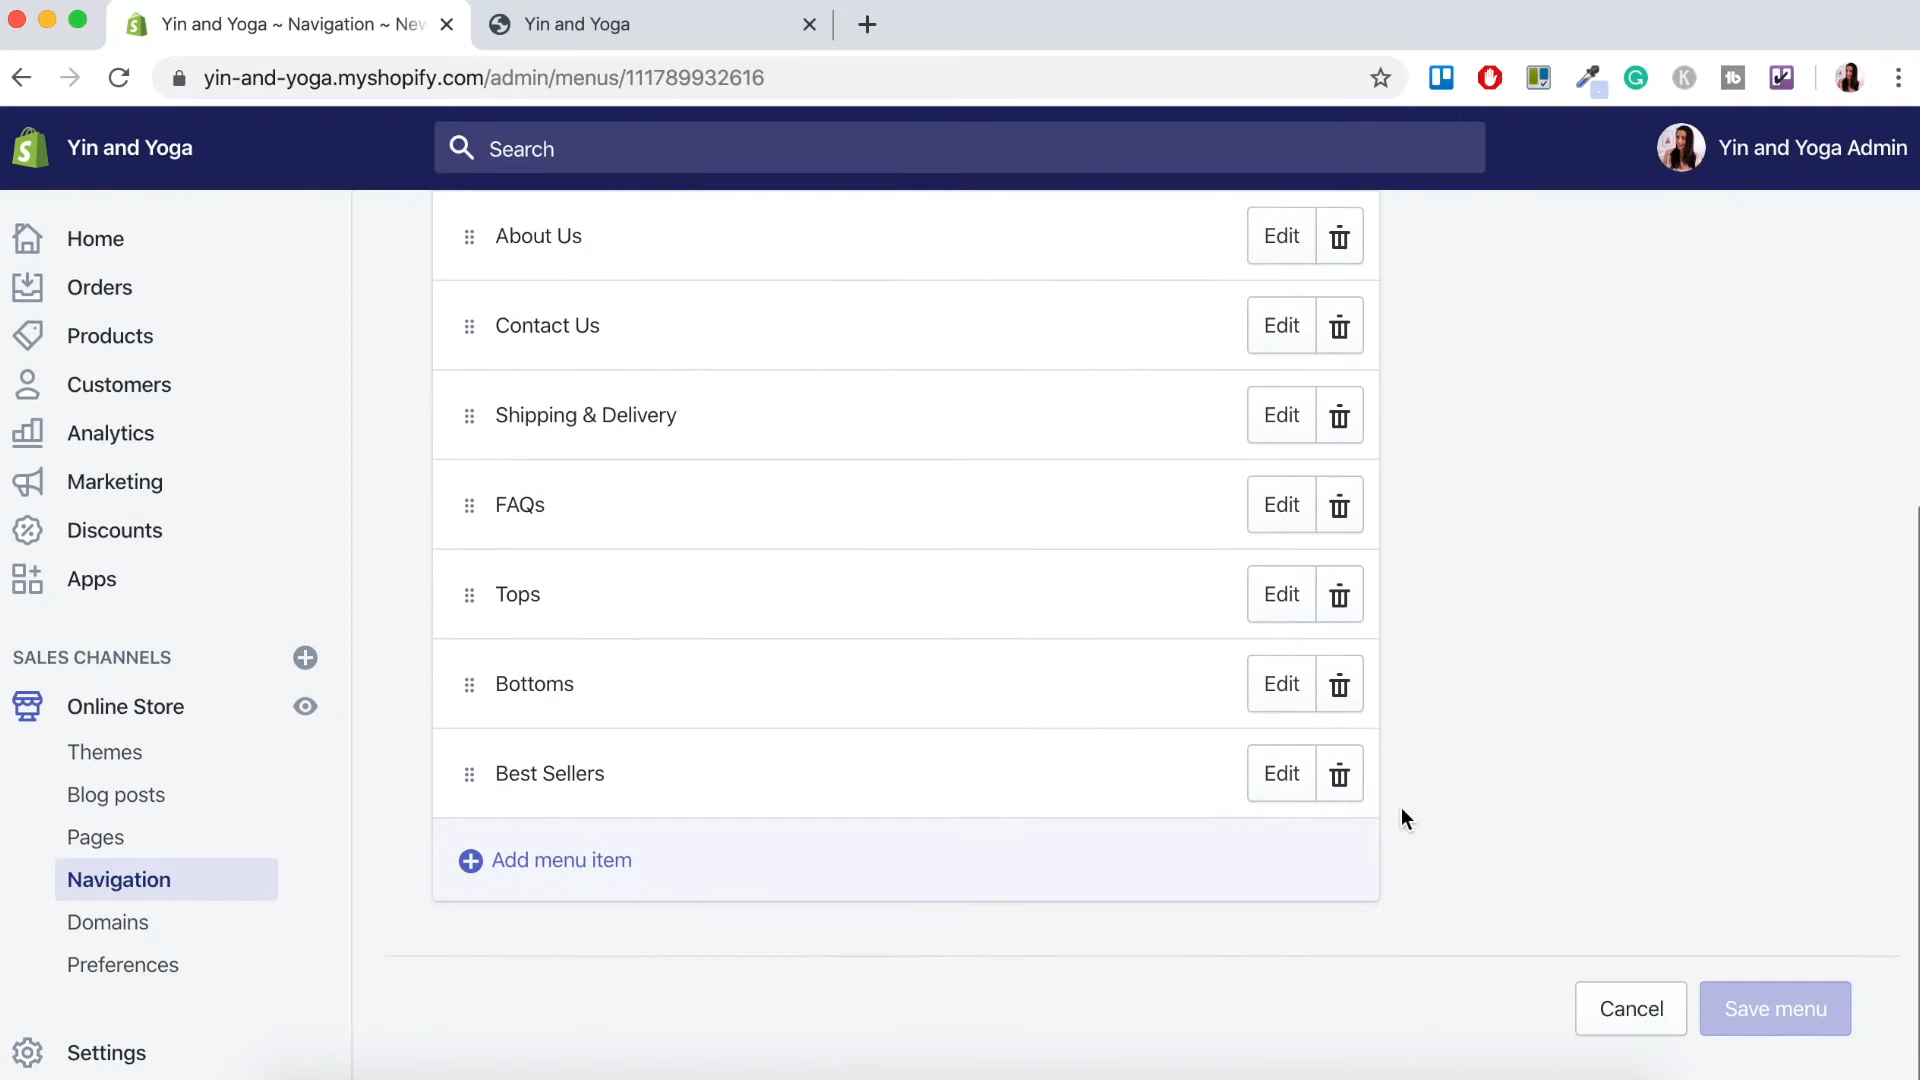 Yin and Yoga ~ Navigation ~ New
Yin and Yoga
yin-and-yoga.myshopify.com/admin/menus/111789932616
Yin and Yoga
Search
Yin and Yoga Admin
Home
Orders
Products
Customers
Analytics
Marketing
Discounts
Apps
SALES CHANNELS
Online Store
Themes
Blog posts
Pages
Navigation
Domains
Preferences
Settings
About Us
Edit
Contact Us
Edit
Shipping & Delivery
Edit
FAQs
Edit
Tops
Edit
Bottoms
Edit
Best Sellers
Edit
Add menu item
Cancel
Save menu